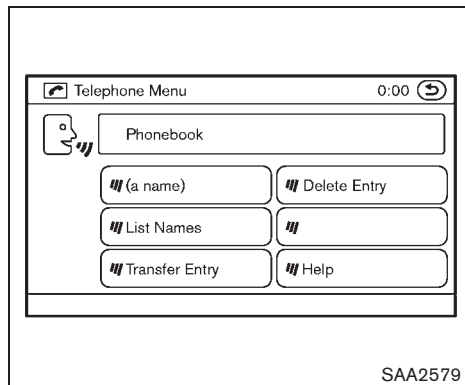 Telephone Menu 0:00
Phonebook
(a name) Delete Entry
List Names
Transfer Entry Help
SAA2579